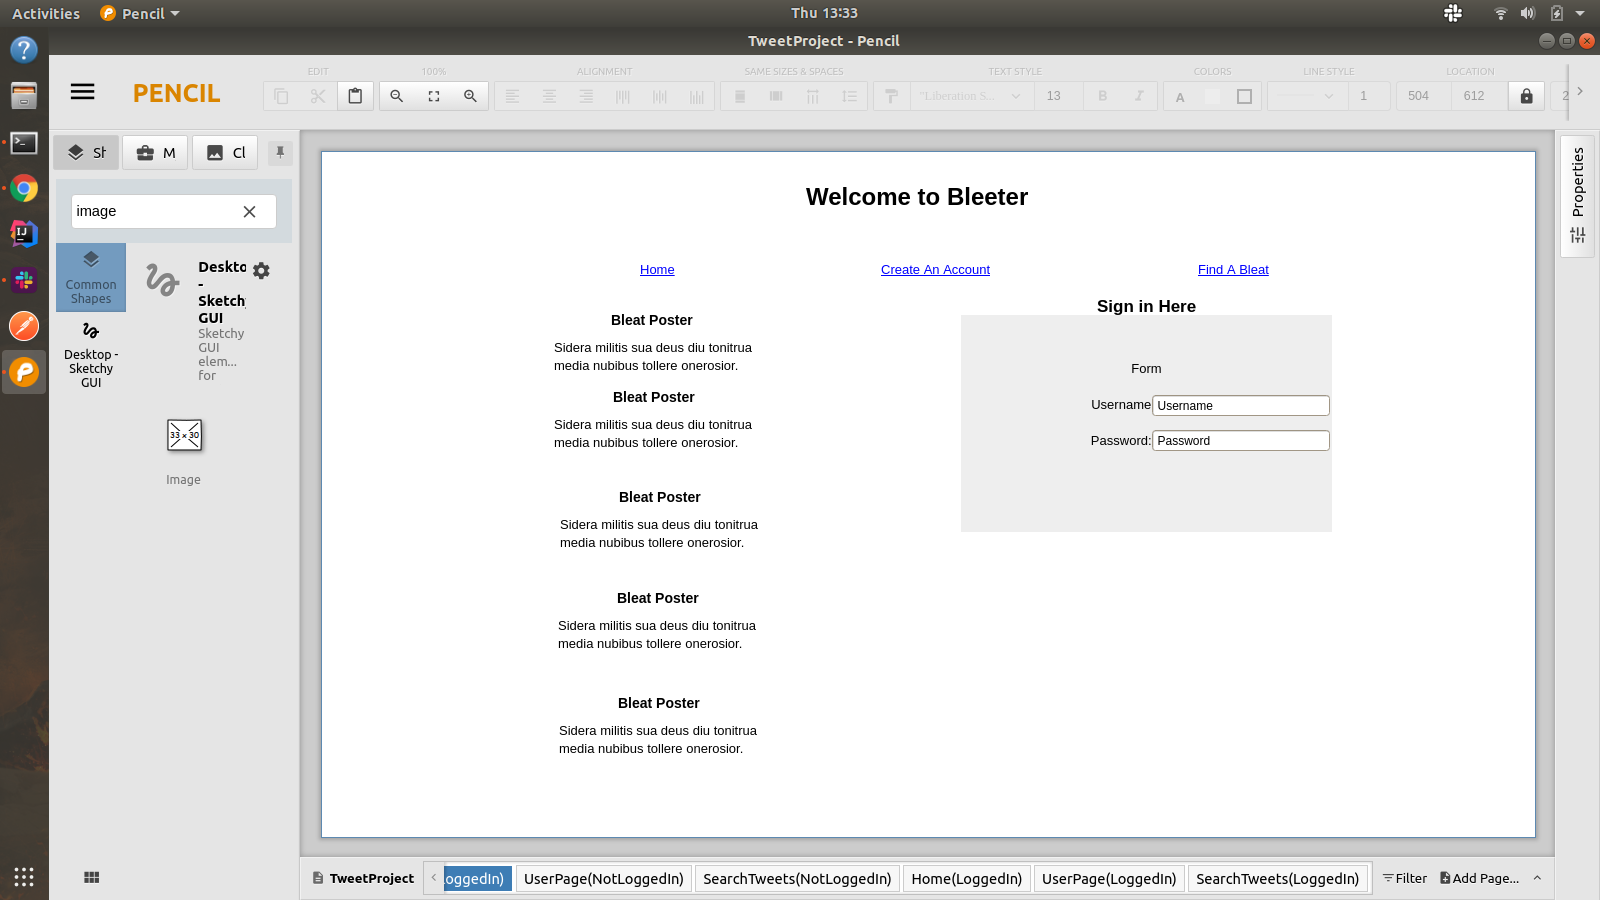 Activities
Pencil
Thu 13:33
TweetProject - Pencil
PENCIL
EDIT
100%
ALIGNMENT
SAME SIZES & SPACES
TEXT STYLE
COLORS
LINE STYLE
LOCATION
"Liberation S...
13
B
I
A
1
504
612
2
Sh
M
Cl
image
Common
Shapes
Desktop -
Sketchy
GUI
Deskto
-
Sketchy
GUI
Sketchy
GUI
elem...
for
33 × 30
Image
Welcome to Bleeter
Home
Create An Account
Find A Bleat
Sign in Here
Bleat Poster
Sidera militis sua deus diu tonitrua
media nubibus tollere onerosior.
Bleat Poster
Sidera militis sua deus diu tonitrua
media nubibus tollere onerosior.
Bleat Poster
Sidera militis sua deus diu tonitrua
media nubibus tollere onerosior.
Bleat Poster
Sidera militis sua deus diu tonitrua
media nubibus tollere onerosior.
Bleat Poster
Sidera militis sua deus diu tonitrua
media nubibus tollere onerosior.
Form
Username Username
Password: Password
Properties
TweetProject
oggedIn)
UserPage(NotLoggedIn)
SearchTweets(NotLoggedIn)
Home(LoggedIn)
UserPage(LoggedIn)
SearchTweets(LoggedIn)
Filter
Add Page...